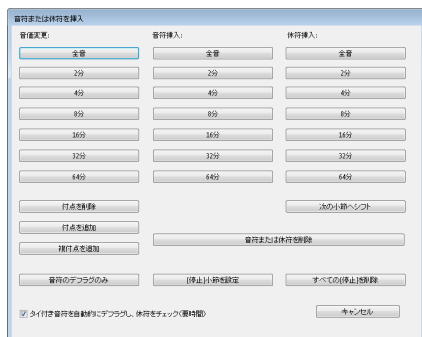 音符または休符を挿入
音価変更: 音符挿入: 休符挿入:
全音 全音 全音
2分 2分 2分
4分 4分 4分
8分 8分 8分
16分 16分 16分
32分 32分 32分
64分 64分 64分
付点を削除 次の小節へシフト
付点を追加
音符または休符を削除
複付点を追加
音符のデフラグのみ [停止]小節を設定 すべての[停止]を削除
タイ付き音符を自動的にデフラグし、休符をチェック(要時間) キャンセル